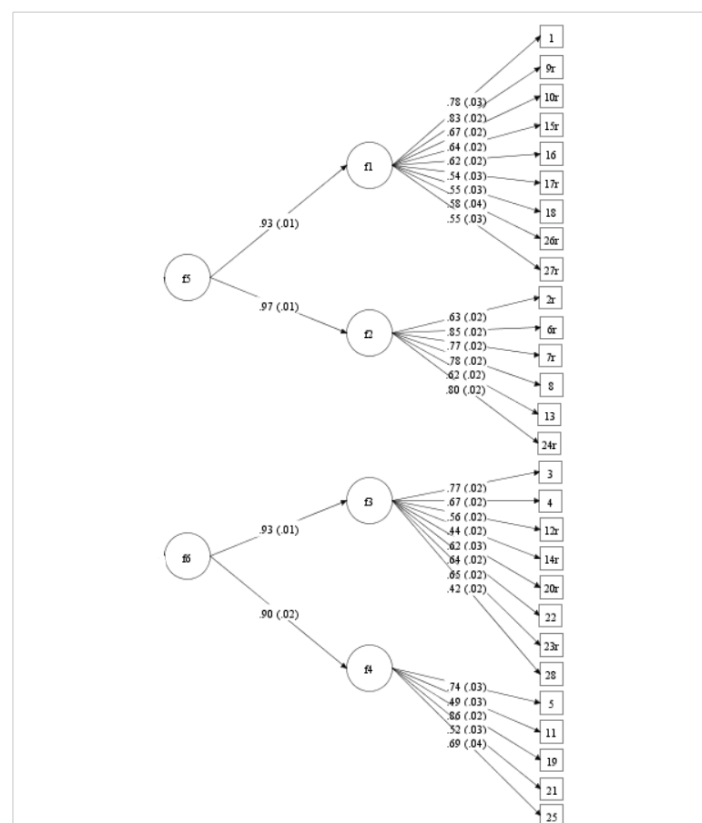 1
9r
10r
15r
16
17r
18
26r
27r
.78 (.03)
.83 (.02)
.67 (.02)
.64 (.02)
.62 (.02)
.54 (.03)
.55 (.03)
.58 (.04)
.55 (.03)
f1
.93 (.01)
f5
.97 (.01)
f2
.63 (.02)
.85 (.02)
.77 (.02)
.78 (.02)
.62 (.02)
.80 (.02)
2r
6r
7r
8
13
24r
3
4
12r
14r
20r
22
23r
28
.77 (.02)
.67 (.02)
.56 (.02)
.44 (.02)
.62 (.03)
.64 (.02)
.65 (.02)
.42 (.02)
f3
.93 (.01)
f6
.90 (.02)
f4
.74 (.03)
.49 (.03)
.86 (.02)
.52 (.03)
.69 (.04)
5
11
19
21
25